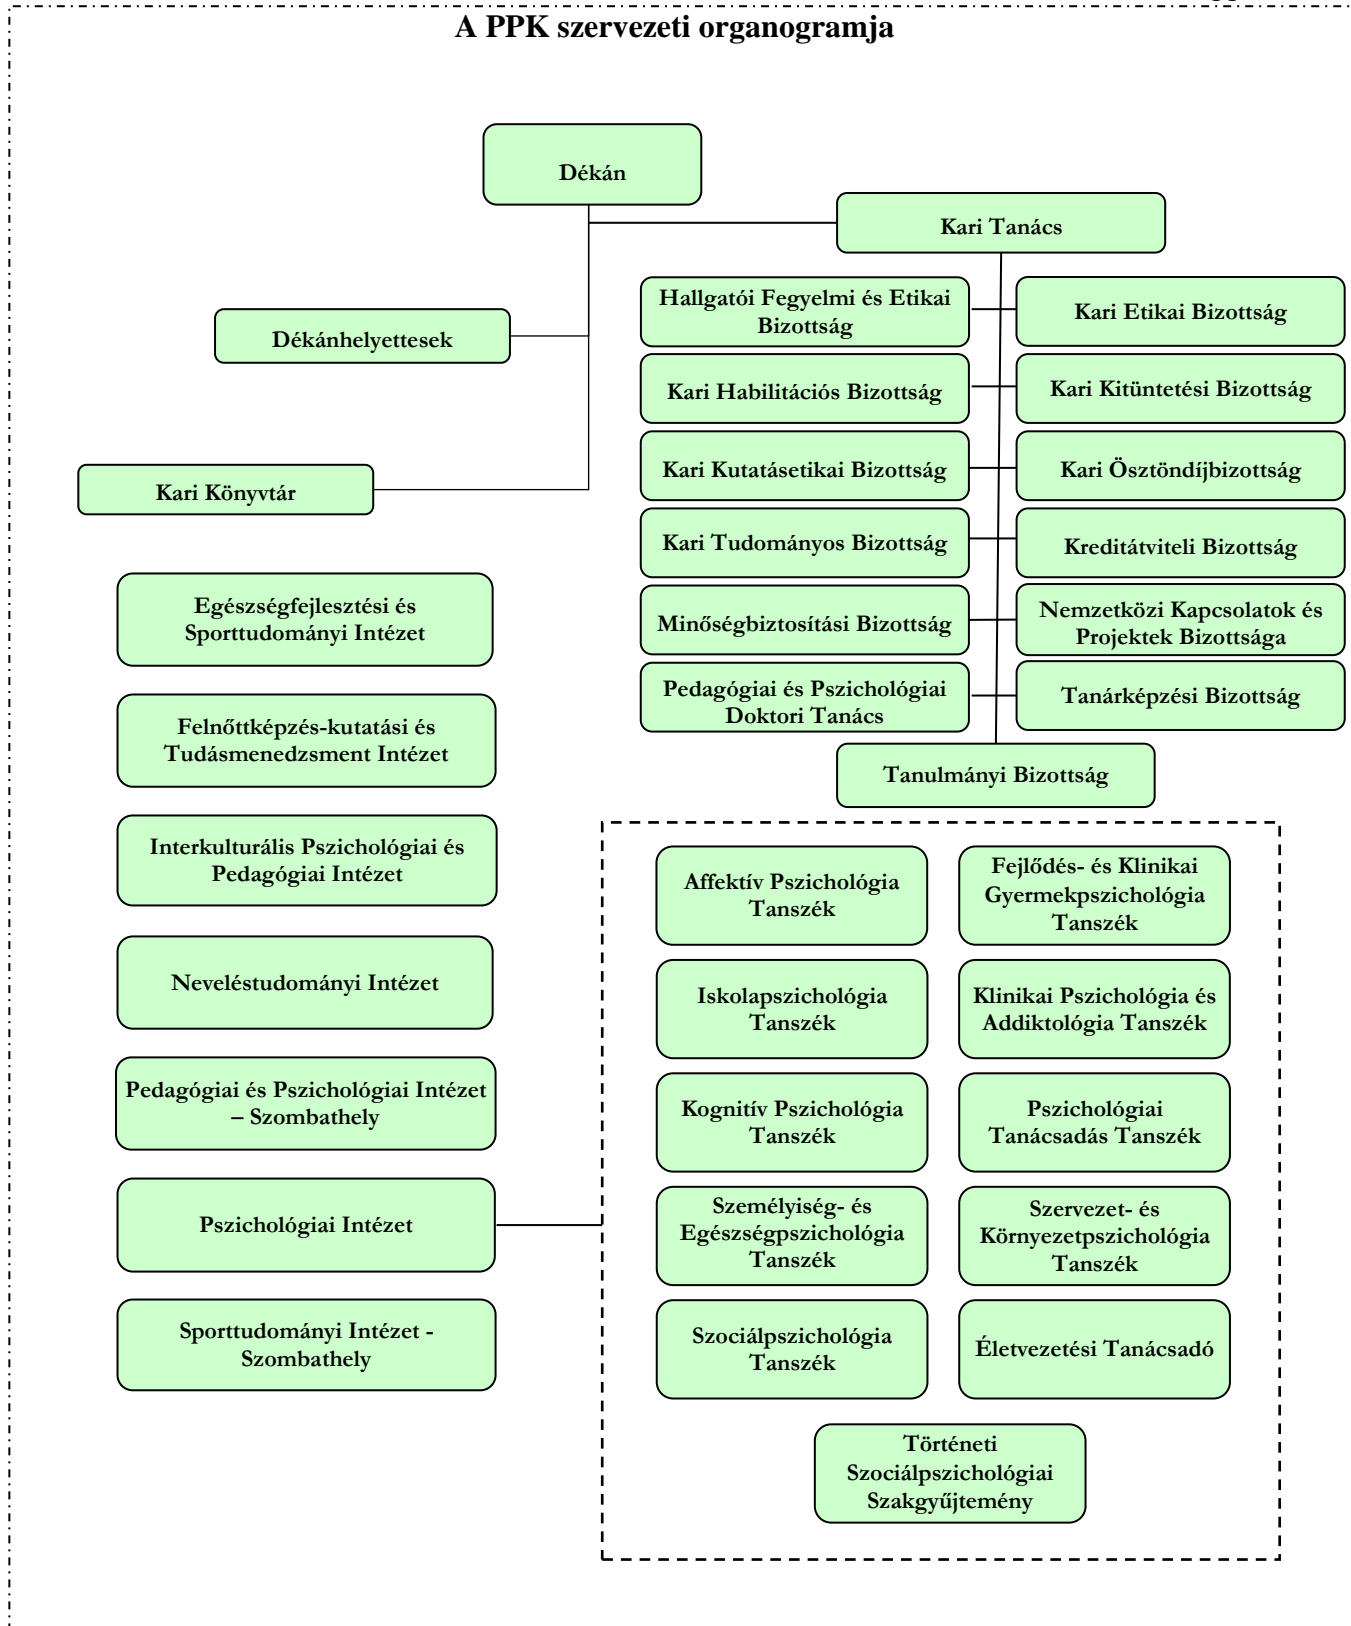 A PPK szervezeti organogramja
Dékán
Kari Tanács
Hallgatói Fegyelmi és Etikai
Bizottság
Kari Etikai Bizottság
Dékánhelyettesek
Kari Habilitációs Bizottság
Kari Kitüntetési Bizottság
Kari Kutatásetikai Bizottság
Kari Ösztöndíjbizottság
Kari Könyvtár
Kari Tudományos Bizottság
Kreditátviteli Bizottság
Minőségbiztosítási Bizottság
Nemzetközi Kapcsolatok és
Projektek Bizottsága
Pedagógiai és Pszichológiai
Doktori Tanács
Tanárképzési Bizottság
Tanulmányi Bizottság
Egészségfejlesztési és
Sporttudományi Intézet
Felnőttképzés-kutatási és
Tudásmenedzsment Intézet
Interkulturális Pszichológiai és
Pedagógiai Intézet
Neveléstudományi Intézet
Pedagógiai és Pszichológiai Intézet
– Szombathely
Pszichológiai Intézet
Sporttudományi Intézet -
Szombathely
Affektív Pszichológia
Tanszék
Fejlődés- és Klinikai
Gyermekpszichológia
Tanszék
Iskolapszichológia
Tanszék
Klinikai Pszichológia és
Addiktológia Tanszék
Kognitív Pszichológia
Tanszék
Pszichológiai
Tanácsadás Tanszék
Személyiség- és
Egészségpszichológia
Tanszék
Szervezet- és
Környezetpszichológia
Tanszék
Szociálpszichológia
Tanszék
Életvezetési Tanácsadó
Történeti
Szociálpszichológiai
Szakgyűjtemény